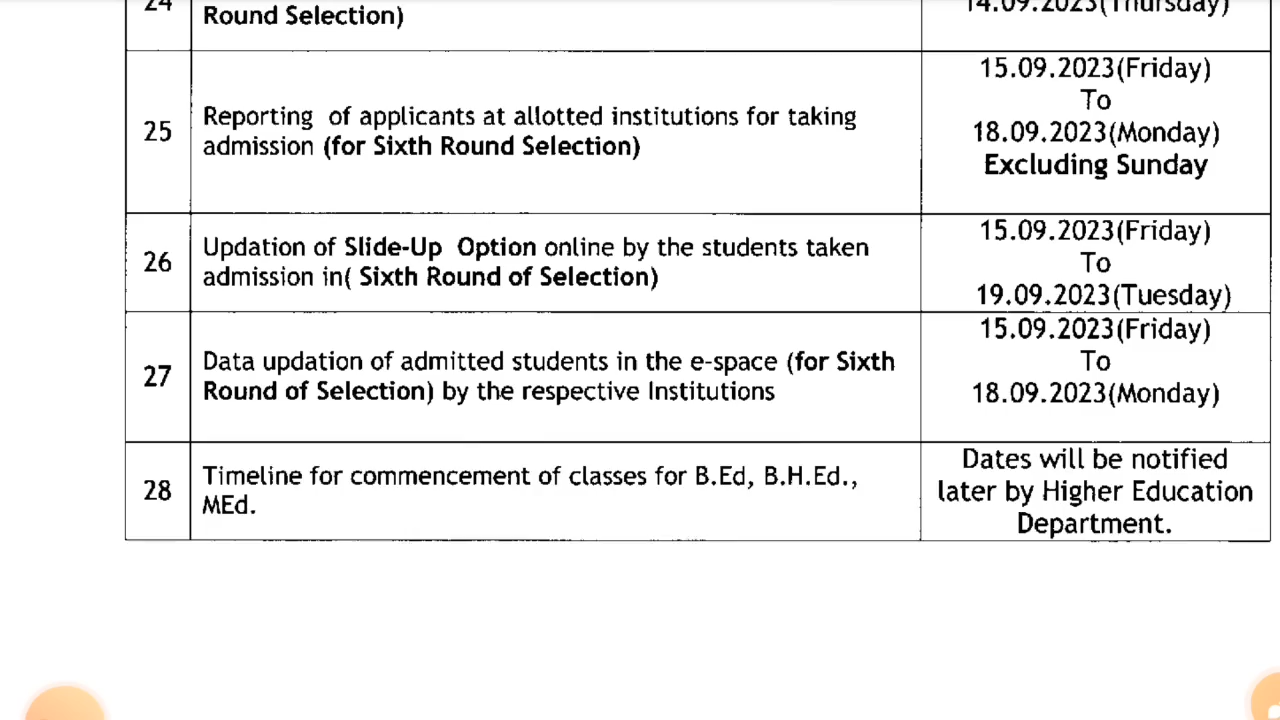 24
Round Selection)
14.09.2023(Thursday)
25
Reporting of applicants at allotted institutions for taking
admission (for Sixth Round Selection)
15.09.2023(Friday)
To
18.09.2023(Monday)
Excluding Sunday
26
Updation of Slide-Up Option online by the students taken
admission in( Sixth Round of Selection)
15.09.2023(Friday)
To
19.09.2023(Tuesday)
27
Data updation of admitted students in the e-space (for Sixth
Round of Selection) by the respective Institutions
15.09.2023(Friday)
To
18.09.2023(Monday)
28
Timeline for commencement of classes for B.Ed, B.H.Ed.,
MEd.
Dates will be notified
later by Higher Education
Department.